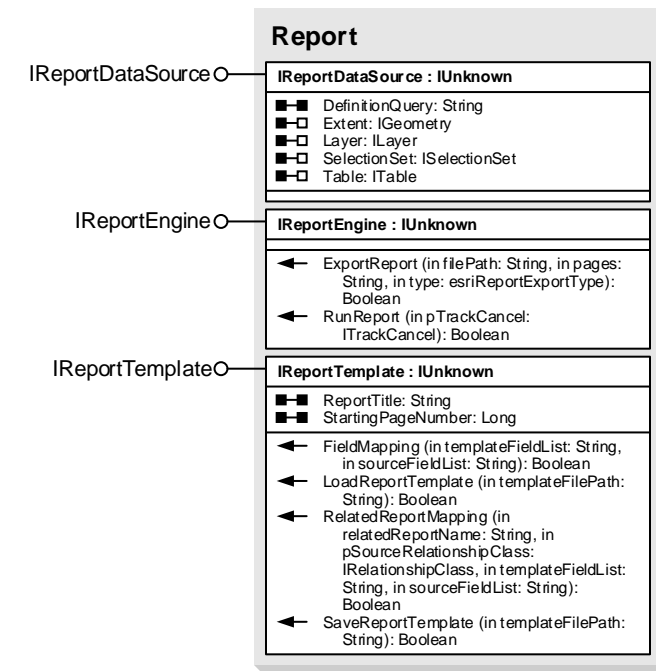 Report
IReportDataSource
IReportDataSource : IUnknown
DefinitionQuery: String
Extent: IGeometry
Layer: ILayer
SelectionSet: ISelectionSet
Table: ITable
IReportEngine
IReportEngine : IUnknown
ExportReport (in filePath: String, in pages:
String, in type: esriReportExportType):
Boolean
RunReport (in pTrackCancel:
ITrackCancel): Boolean
IReportTemplate
IReportTemplate : IUnknown
ReportTitle: String
StartingPageNumber: Long
FieldMapping (in templateFieldList: String,
in sourceFieldList: String): Boolean
LoadReportTemplate (in templateFilePath:
String): Boolean
RelatedReportMapping (in
relatedReportName: String, in
pSourceRelationshipClass:
IRelationshipClass, in templateFieldList:
String, in sourceFieldList: String):
Boolean
SaveReportTemplate (in templateFilePath:
String): Boolean